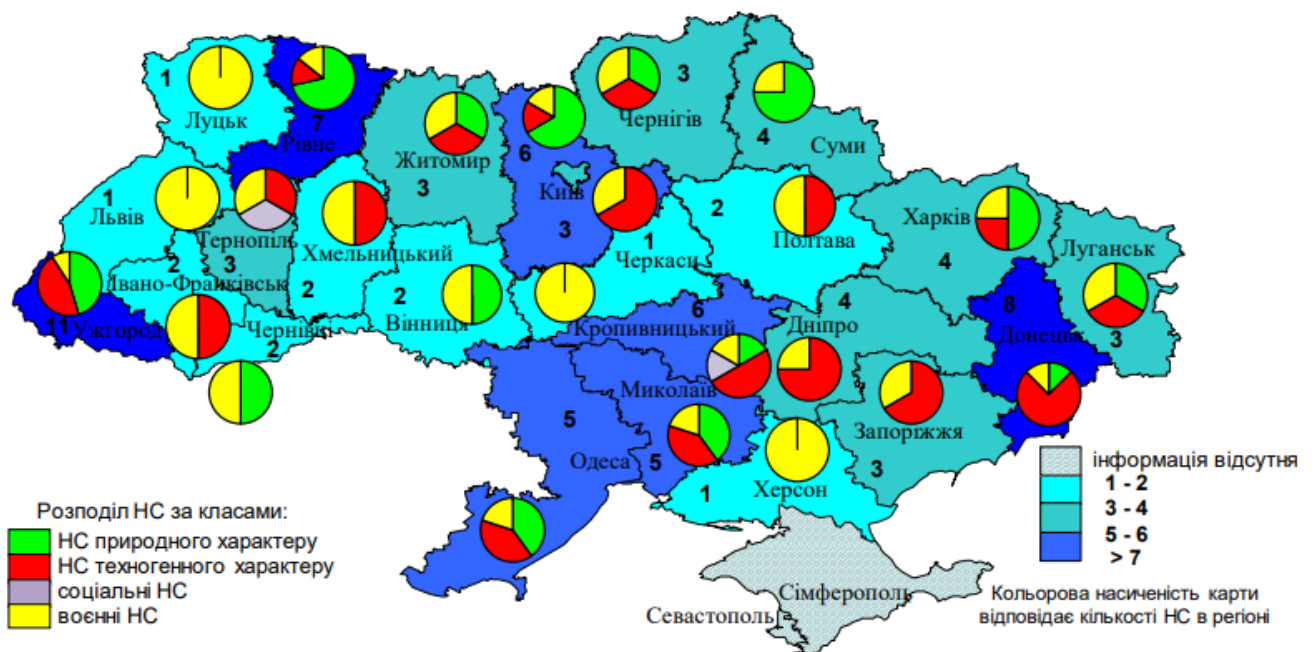 1
Луцьк
7
Рівне
Житомир
3
6
Київ
3
3
Чернігів
4
Суми
1
Львів
Тернопіль
3
Хмельницький
2
2
Івано-Франківськ
11
Ужгород
Чернівці
2
2
Вінниця
1
Черкаси
2
Полтава
Харків
4
Луганськ
3
6
Кропивницький
4
Дніпро
8
Донецьк
Миколаїв
5
5
Одеса
Запоріжжя
3
1
Херсон
Сімферополь
Севастополь
інформація відсутня
1 - 2
3 - 4
5 - 6
> 7
Кольорова насиченість карти
відповідає кількості НС в регіоні
Розподіл НС за класами:
НС природного характеру
НС техногенного характеру
соціальні НС
воєнні НС